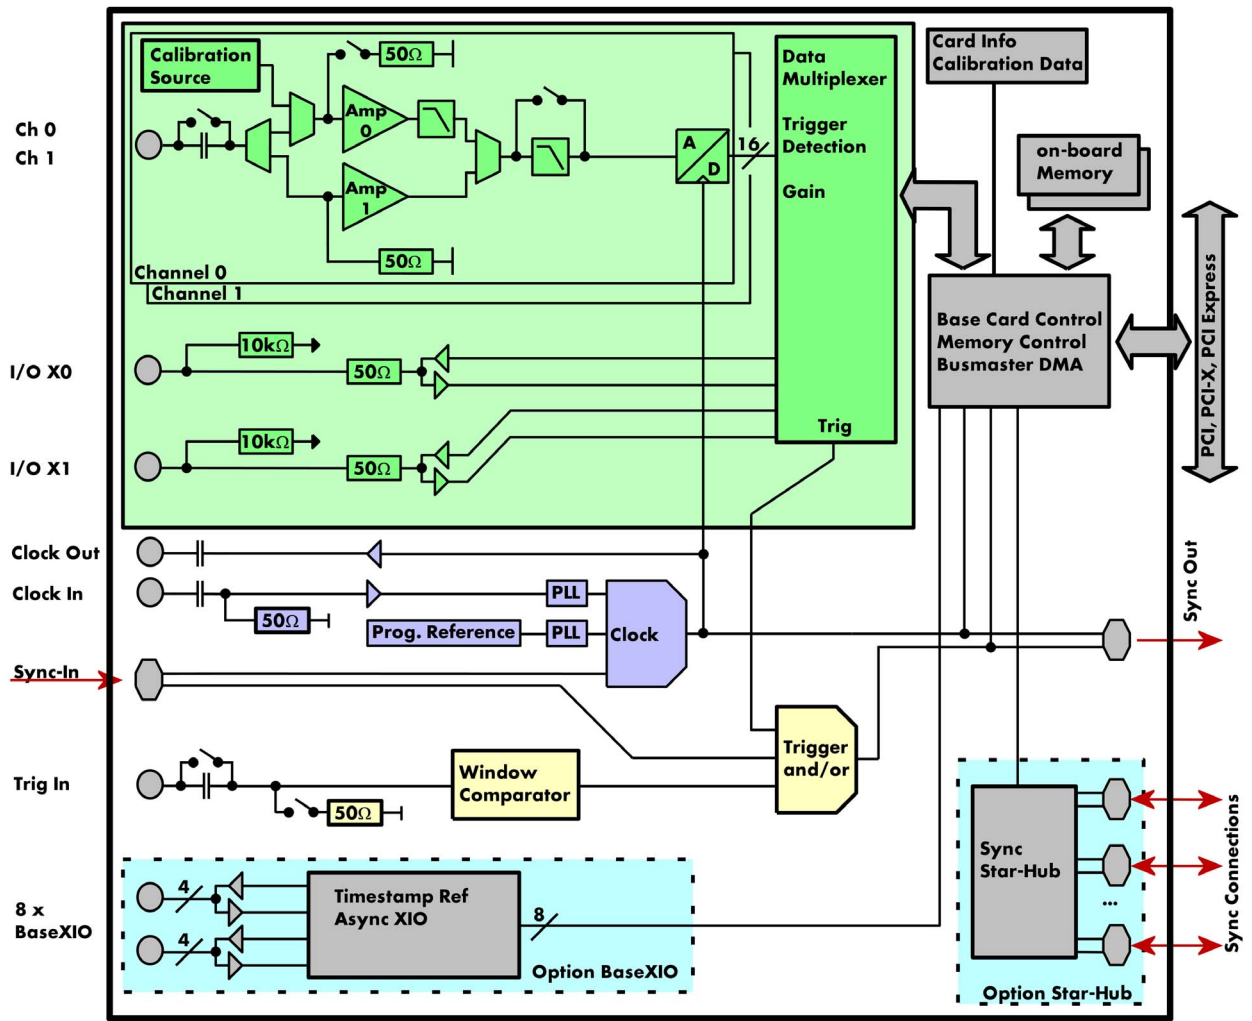 Calibration
Source
50Ω
Amp
0
Amp
1
50Ω
A
D
16
Data
Multiplexer
Trigger
Detection
Gain
Trig
Channel 0
Channel 1
Card Info
Calibration Data
on-board
Memory
Base Card Control
Memory Control
Busmaster DMA
PCI, PCI-X, PCI Express
Ch 0
Ch 1
I/O X0
10kΩ
50Ω
I/O X1
10kΩ
50Ω
Clock Out
Clock In
50Ω
PLL
Prog. Reference
PLL
Clock
Sync Out
Sync-In
Trig In
50Ω
Window
Comparator
Trigger
and/or
8 x
BaseXIO
4
4
Timestamp Ref
Async XIO
8
Option BaseXIO
Sync
Star-Hub
...
Option Star-Hub
Sync Connections